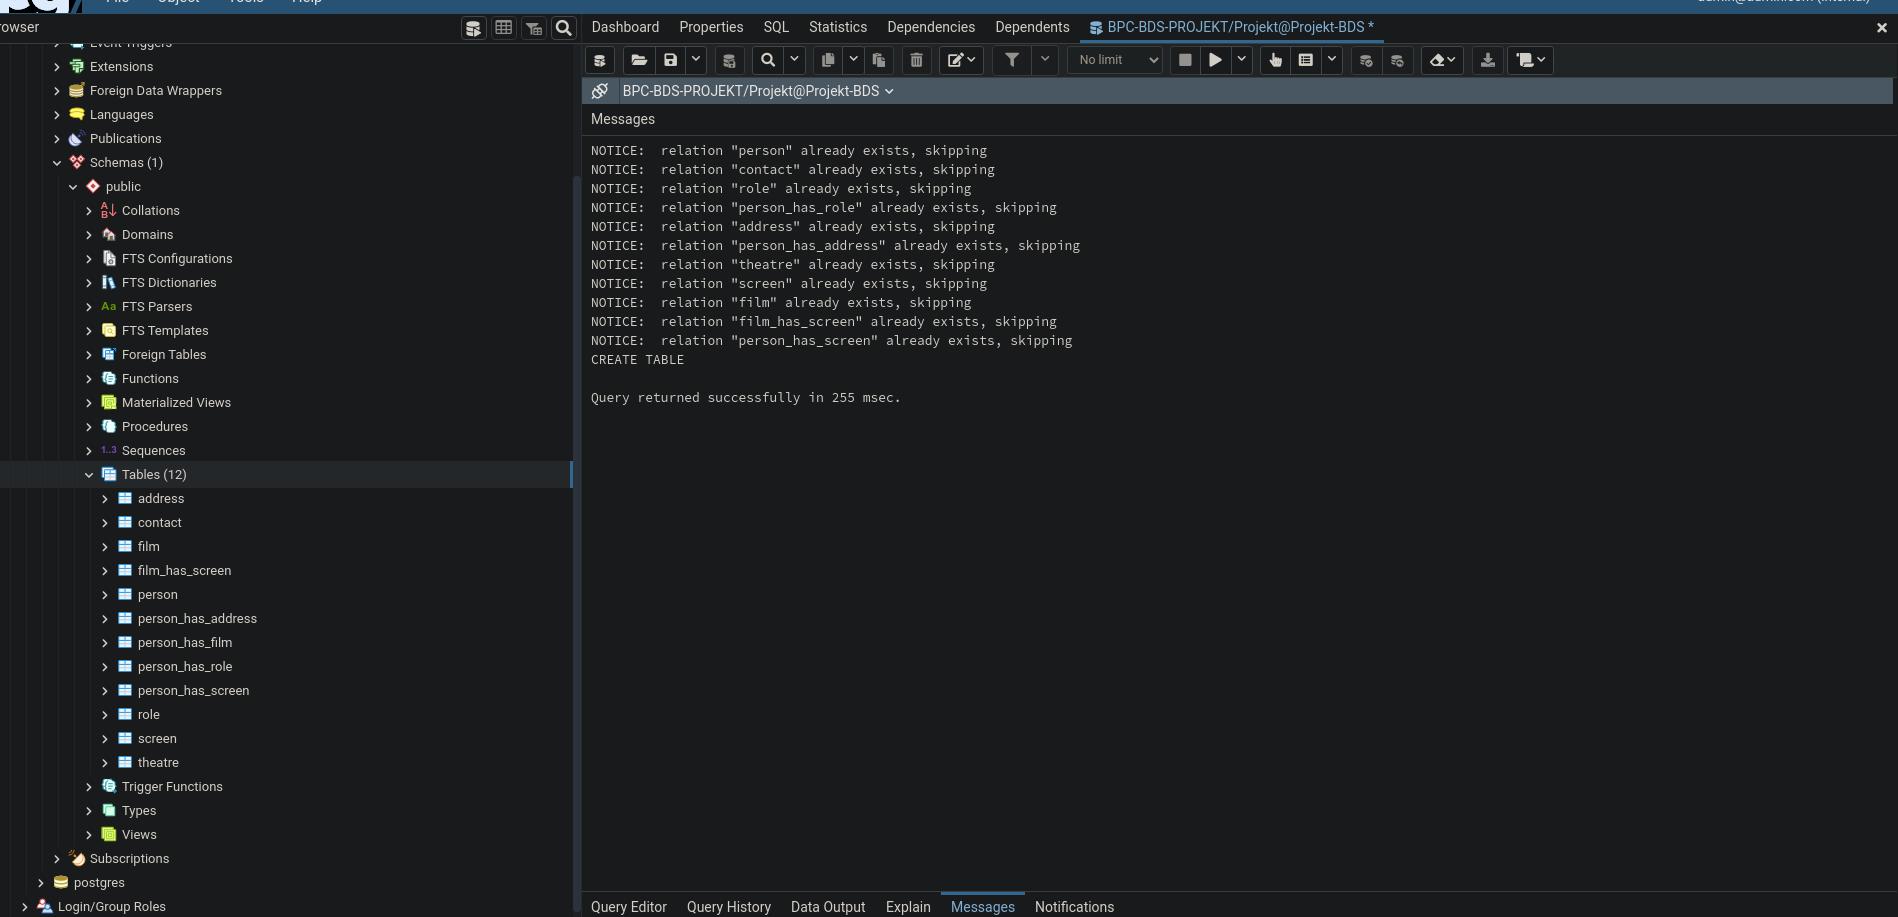 File Object Tools Help
rowser
Event Triggers
Extensions
Foreign Data Wrappers
Languages
Publications
Schemas (1)
public
Collations
Domains
FTS Configurations
FTS Dictionaries
Aa FTS Parsers
FTS Templates
Foreign Tables
Functions
Materialized Views
Procedures
1..3 Sequences
Tables (12)
address
contact
film
film_has_screen
person
person_has_address
person_has_film
person_has_role
person_has_screen
role
screen
theatre
Trigger Functions
Types
Views
Subscriptions
postgres
Login/Group Roles
Dashboard Properties SQL Statistics Dependencies Dependents BPC-BDS-PROJEKT/Projekt@Projekt-BDS *
No limit
BPC-BDS-PROJEKT/Projekt@Projekt-BDS
Messages
NOTICE:  relation "person" already exists, skipping
NOTICE:  relation "contact" already exists, skipping
NOTICE:  relation "role" already exists, skipping
NOTICE:  relation "person_has_role" already exists, skipping
NOTICE:  relation "address" already exists, skipping
NOTICE:  relation "person_has_address" already exists, skipping
NOTICE:  relation "theatre" already exists, skipping
NOTICE:  relation "screen" already exists, skipping
NOTICE:  relation "film" already exists, skipping
NOTICE:  relation "film_has_screen" already exists, skipping
NOTICE:  relation "person_has_screen" already exists, skipping
CREATE TABLE
Query returned successfully in 255 msec.
Query Editor Query History Data Output Explain Messages Notifications